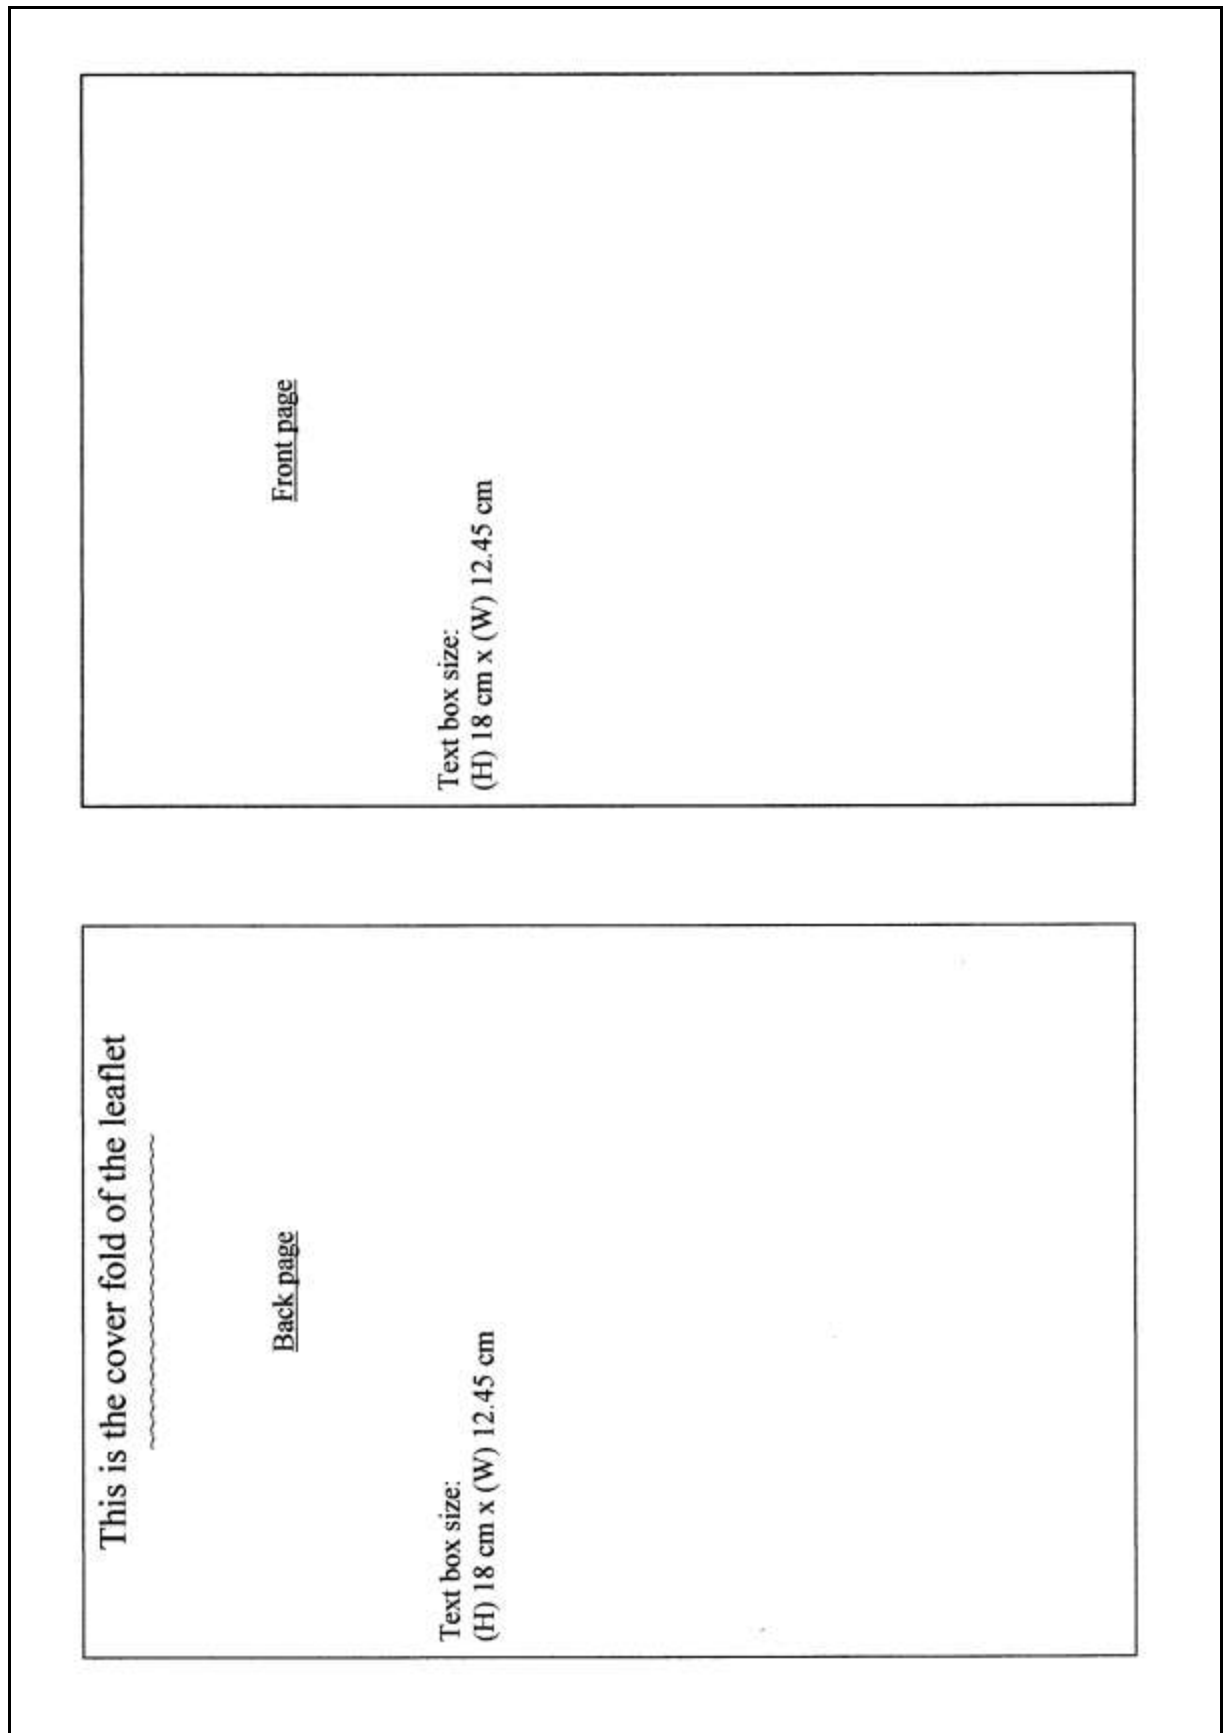 This is the cover fold of the leaflet
Back page
Text box size:
(H) 18 cm x (W) 12.45 cm
Front page
Text box size:
(H) 18 cm x (W) 12.45 cm